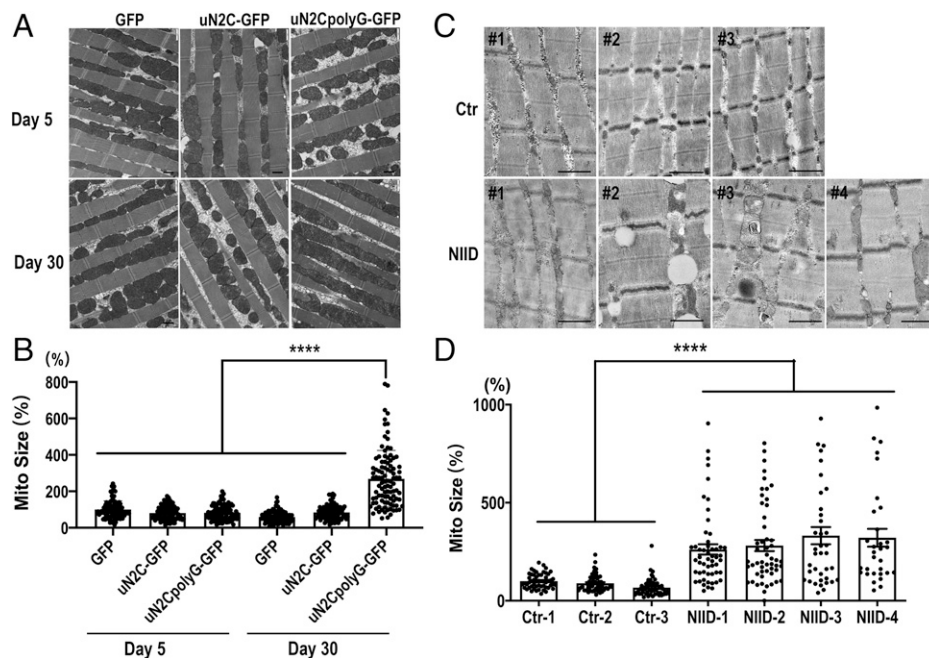 A
GFP uN2C-GFP uN2CpolyG-GFP
Day 5
Day 30
B
(%)
Mito Size (%)
800
600
400
200
0
****
GFP uN2C-GFP uN2CpolyG-GFP GFP uN2C-GFP uN2CpolyG-GFP
Day 5 Day 30
C
#1 #2 #3
Ctr
#1 #2 #3 #4
NIID
D
(%)
Mito Size (%)
1000
500
0
****
Ctr-1 Ctr-2 Ctr-3 NIID-1 NIID-2 NIID-3 NIID-4